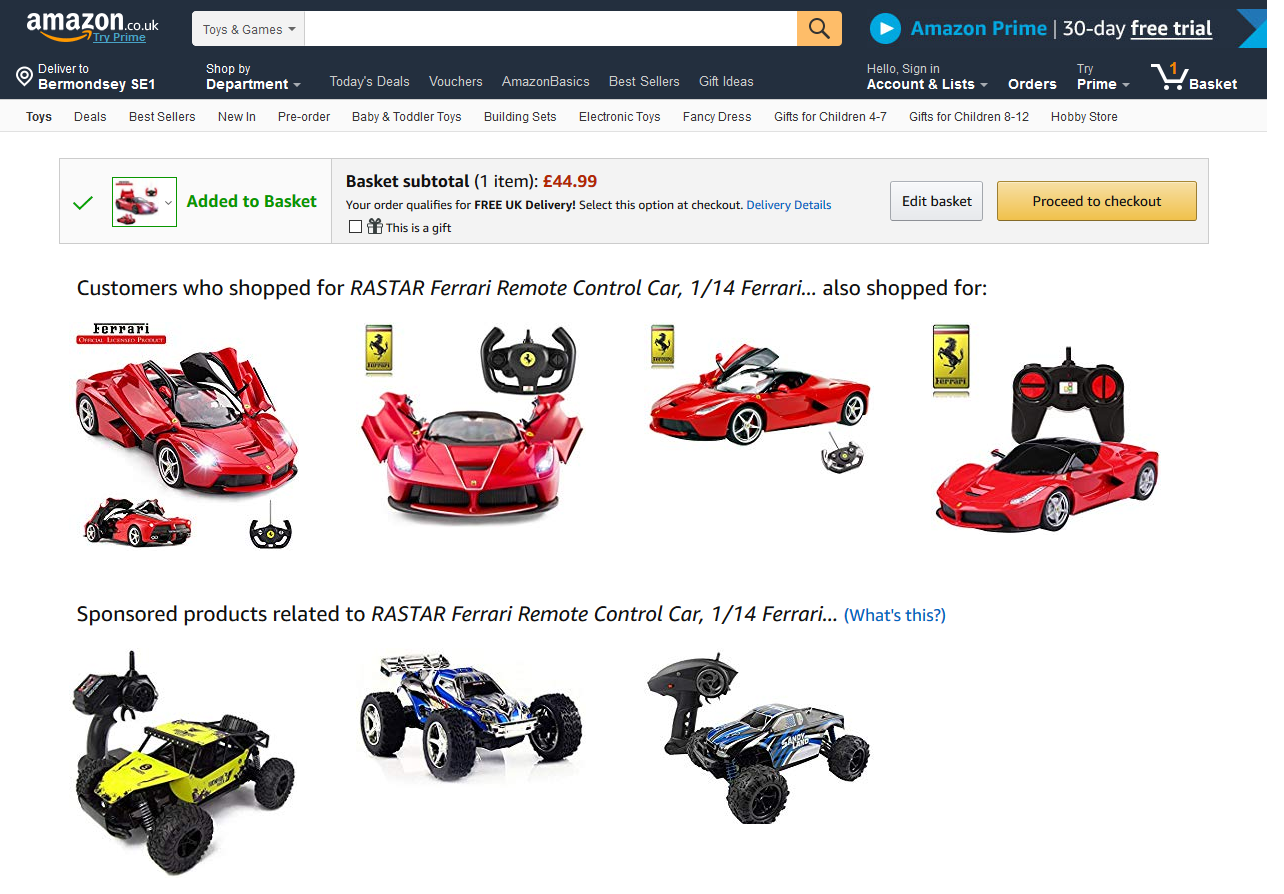 amazon.co.uk
Try Prime
Toys & Games
Amazon Prime | 30-day free trial
Deliver to
Bermondsey SE1
Shop by
Department
Today's Deals Vouchers AmazonBasics Best Sellers Gift Ideas
Hello, Sign in
Account & Lists
Orders
Try
Prime
1
Basket
Toys Deals Best Sellers New In Pre-order Baby & Toddler Toys Building Sets Electronic Toys Fancy Dress Gifts for Children 4-7 Gifts for Children 8-12 Hobby Store
Added to Basket
Basket subtotal (1 item): £44.99
Your order qualifies for FREE UK Delivery! Select this option at checkout. Delivery Details
This is a gift
Edit basket
Proceed to checkout
Customers who shopped for RASTAR Ferrari Remote Control Car, 1/14 Ferrari... also shopped for:
Ferrari
OFFICIAL LICENSED PRODUCT
Ferrari
Ferrari
Ferrari
Sponsored products related to RASTAR Ferrari Remote Control Car, 1/14 Ferrari... (What's this?)
SANDY
LAND